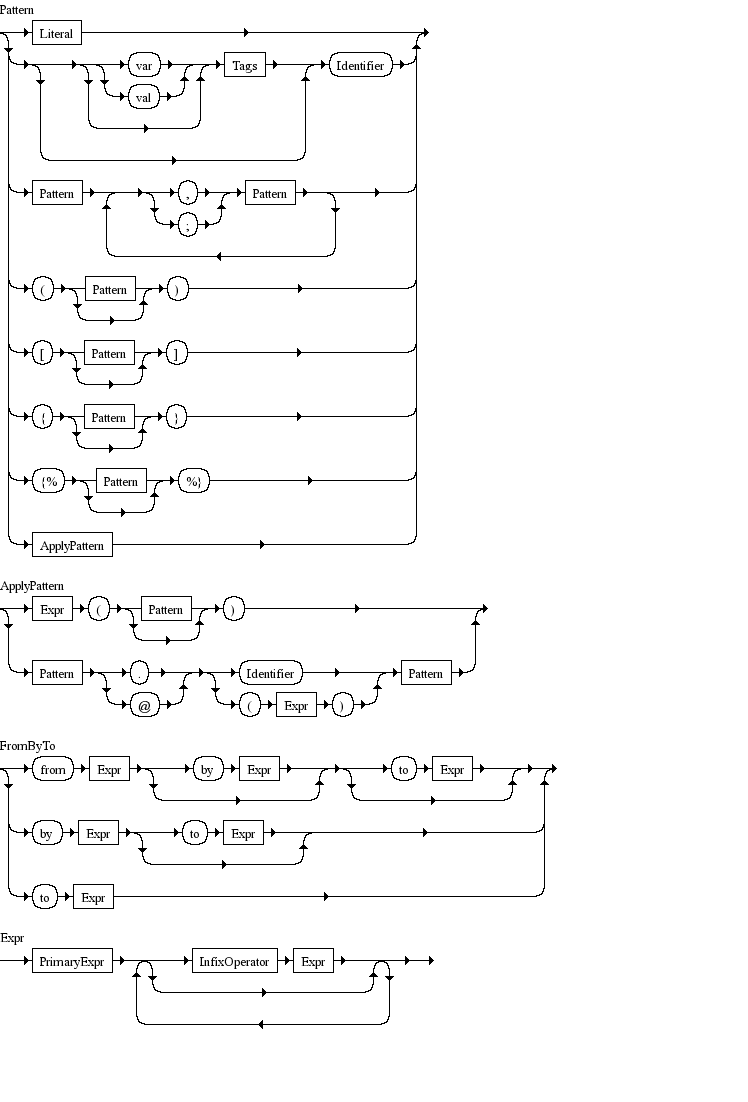 Pattern
Literal
var Tags Identifier
val
Pattern , Pattern
;
( Pattern )
[ Pattern ]
{ Pattern }
{% Pattern %}
ApplyPattern
ApplyPattern
Expr ( Pattern )
Pattern . Identifier Pattern
@ ( Expr )
FromByTo
from Expr by Expr to Expr
by Expr to Expr
to Expr
Expr
PrimaryExpr InfixOperator Expr